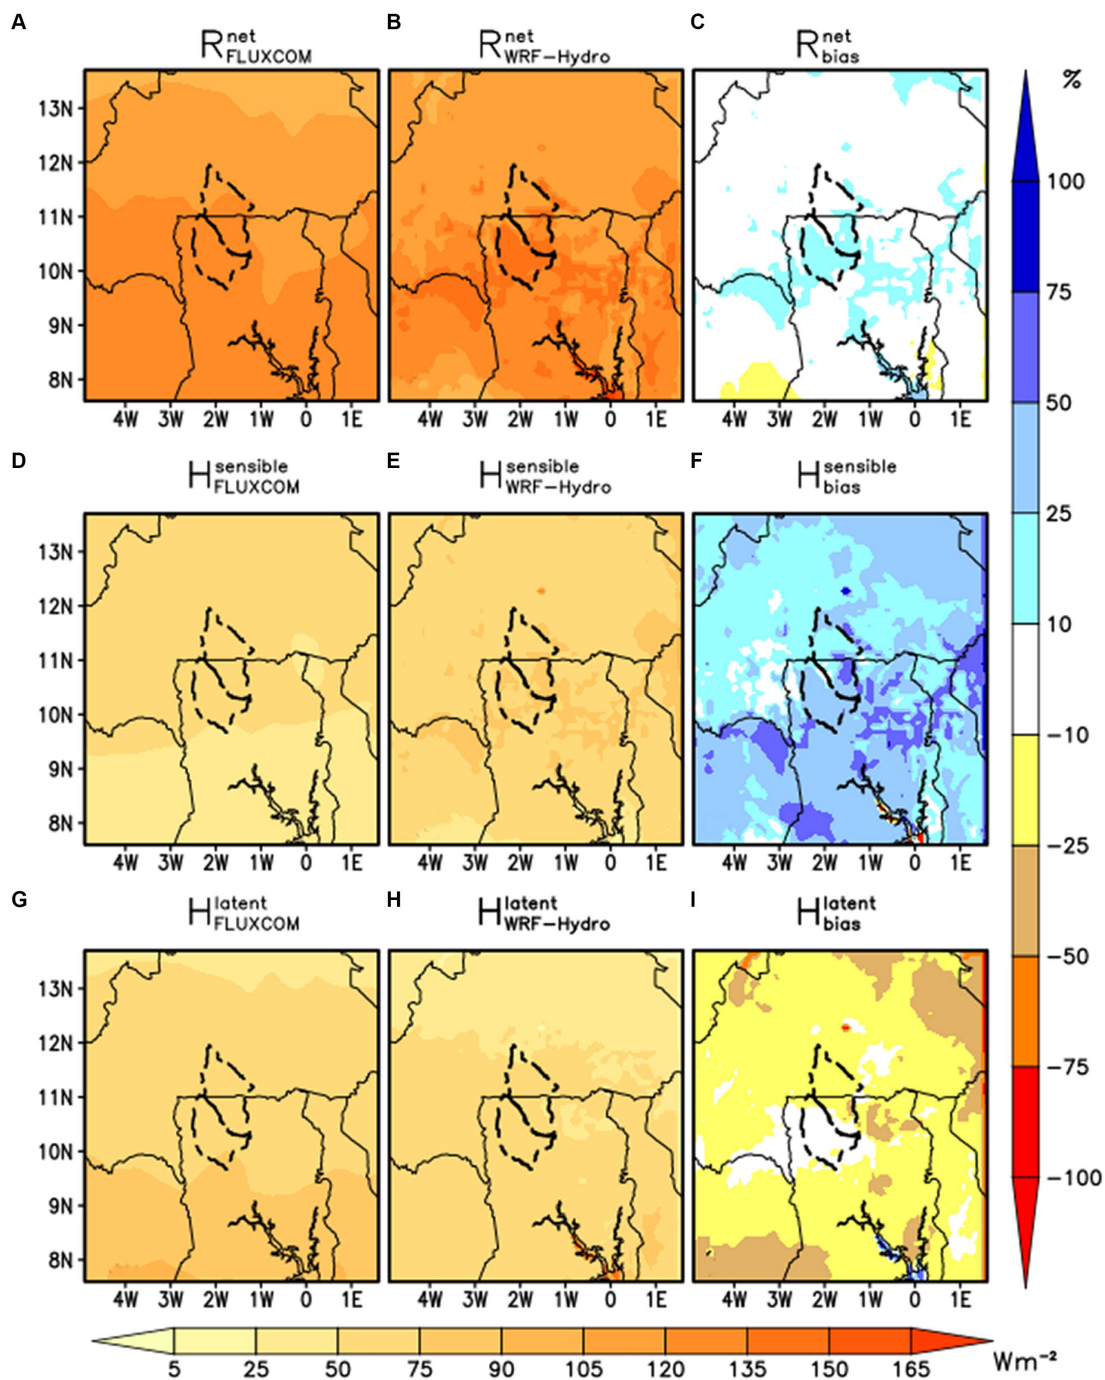 A B C
R net FLUXCOM R net WRF−Hydro R net bias
%
13N
12N
11N
10N
9N
8N
4W 3W 2W 1W 0 1E 4W 3W 2W 1W 0 1E 4W 3W 2W 1W 0 1E
D E F
H sensible FLUXCOM H sensible WRF−Hydro H sensible bias
13N
12N
11N
10N
9N
8N
4W 3W 2W 1W 0 1E 4W 3W 2W 1W 0 1E 4W 3W 2W 1W 0 1E
G H I
H latent FLUXCOM H latent WRF−Hydro H latent bias
13N
12N
11N
10N
9N
8N
4W 3W 2W 1W 0 1E 4W 3W 2W 1W 0 1E 4W 3W 2W 1W 0 1E
100
75
50
25
10
−10
−25
−50
−75
−100
5 25 50 75 90 105 120 135 150 165 Wm⁻²